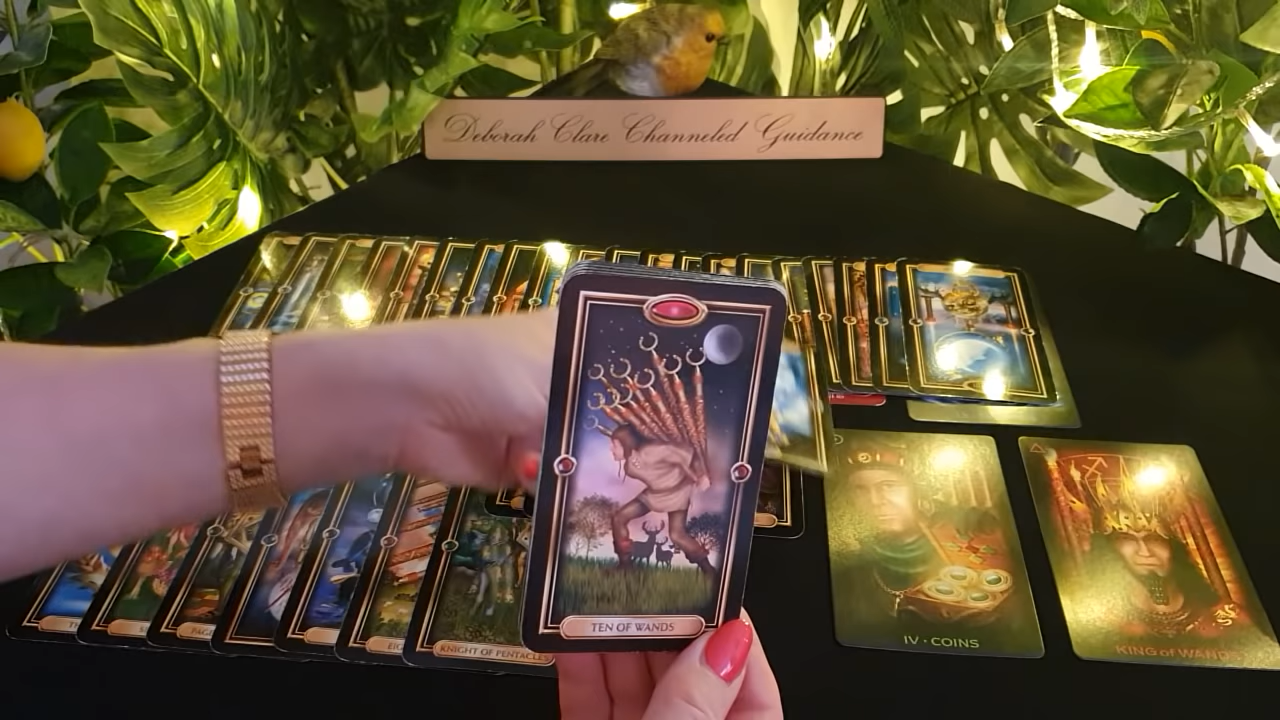 Deborah Clare Channeled Guidance
TEN OF WANDS
KNIGHT OF PENTACLES
IV · COINS
KING of WANDS